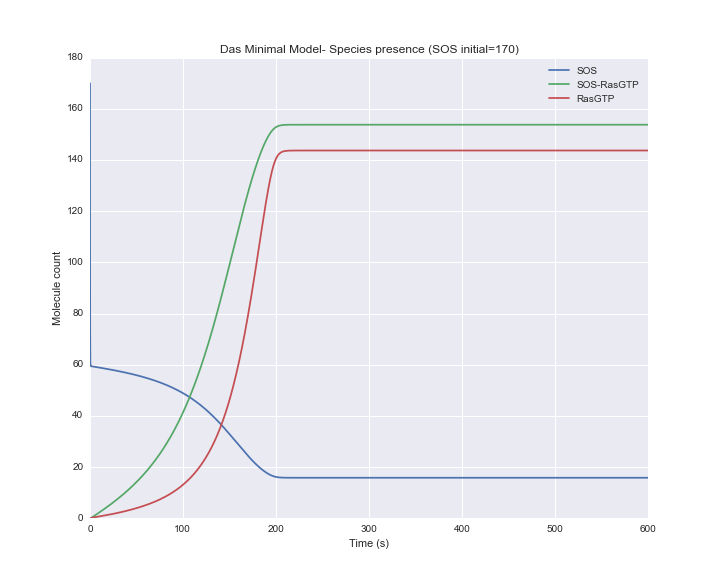 Das Minimal Model- Species presence (SOS initial=170)
SOS
SOS-RasGTP
RasGTP
Molecule count
180
160
140
120
100
80
60
40
20
0
0 100 200 300 400 500 600
Time (s)